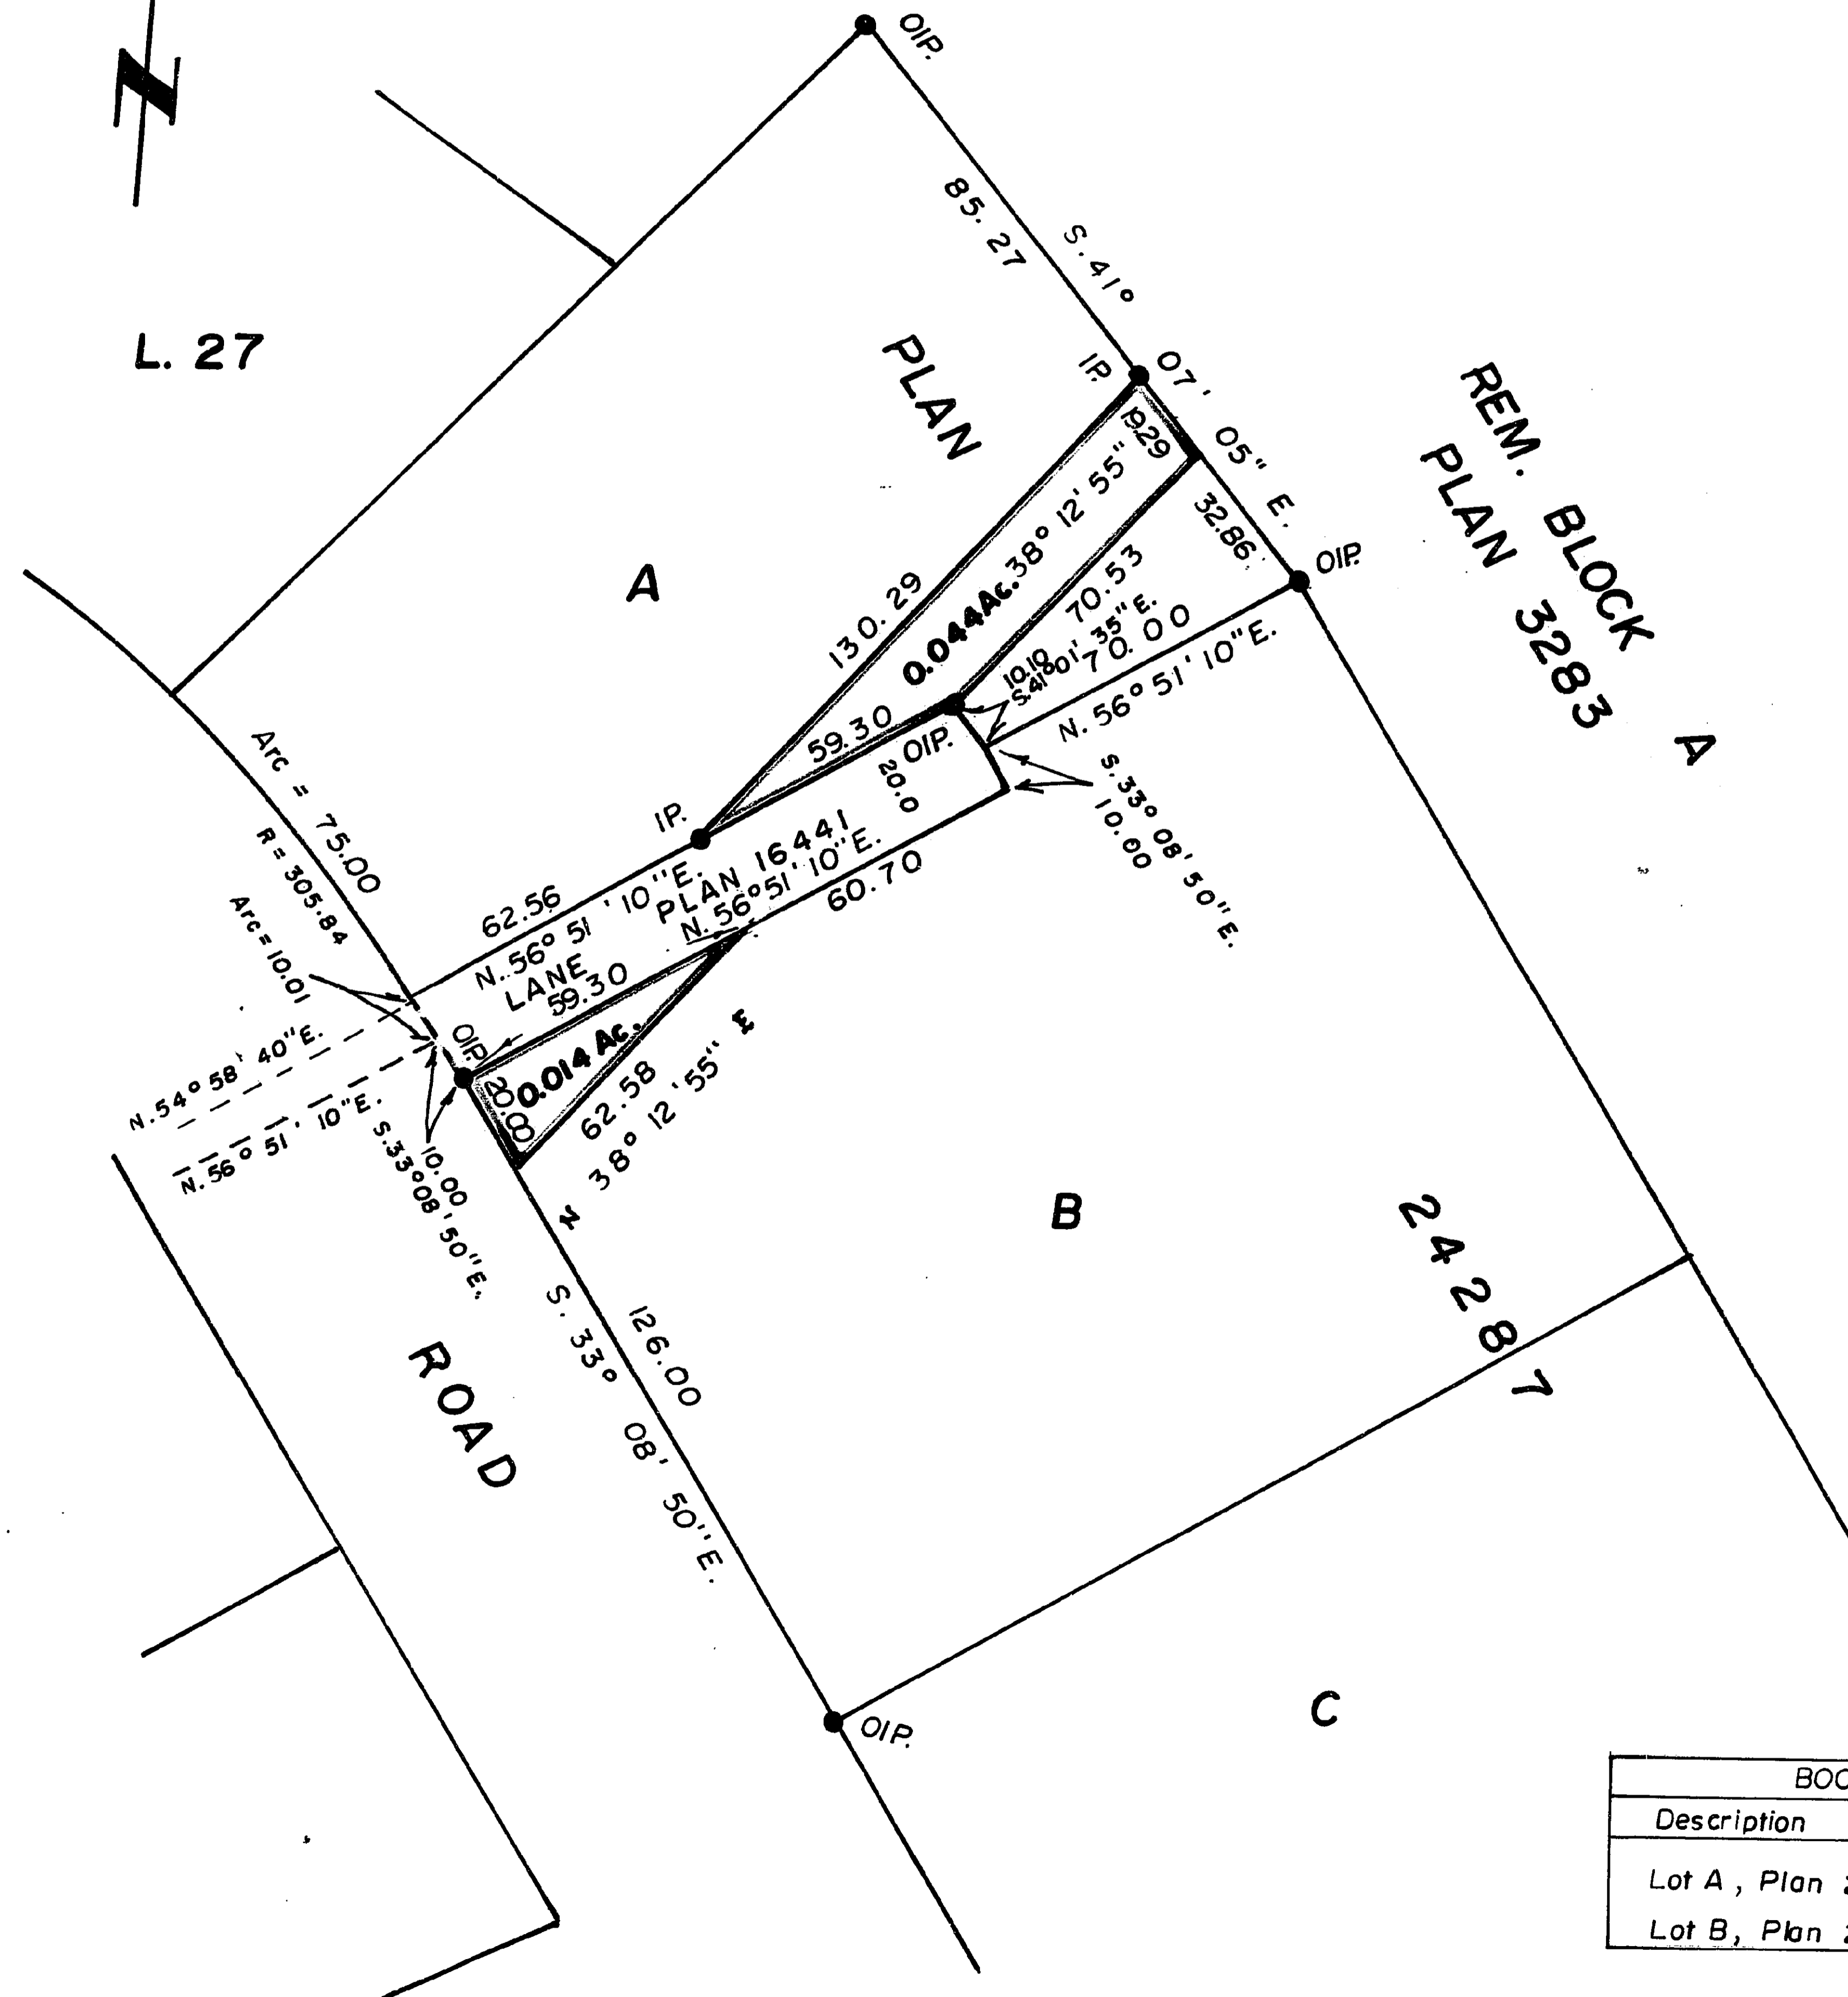 N
OIP.
L. 27
85.27
S. 41° 07' 05" E.
PLAN
IP.
19.29
32.86
OIP.
REM. BLOCK A
PLAN 3283
A
130.29
0.044 Ac.
38° 12' 55"
70.53
10.18
S.41° 01' 35" E.
70.00
N. 56° 51' 10" E.
59.30
OIP.
20.0
S. 33° 08' 50" E.
10.00
IP.
Arc = 75.00
R = 305.84
Arc = 10.01
62.56
N. 56° 51' 10" E.
PLAN 16441
N. 56° 51' 10" E.
60.70
LANE
59.30
OIP.
0.014 Ac.
20.08
62.58
38° 12' 55"
N. 54° 58' 40" E.
N. 56° 51' 10" E.
10.00
S. 33° 08' 50" E.
B
24287
126.00
S. 33° 08' 50" E.
ROAD
OIP.
C
BOO
Description
Lot A, Plan
Lot B, Plan